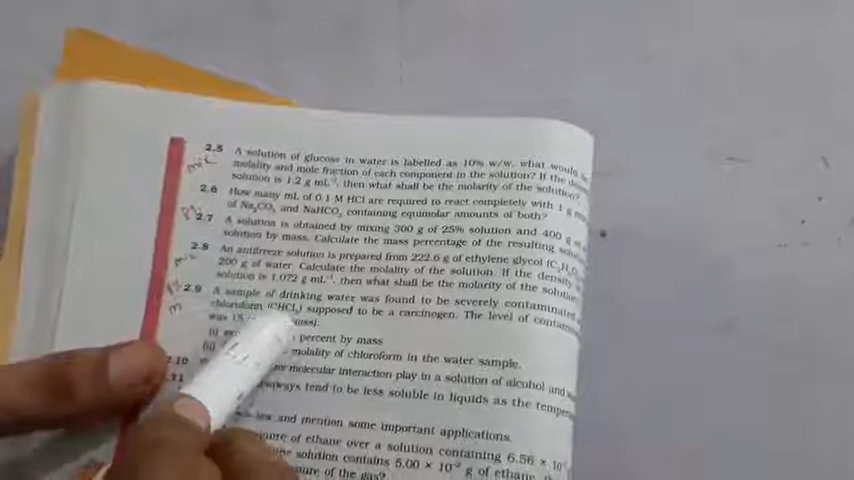 2.5 A solution of glucose in water is labelled as 10% w/w, what would be
molality and mole fraction of each component in the solution? If the
solution is 1.2 g mL⁻¹, then what shall be the molarity of the solution?
2.6 How many mL of 0.1 M HCl are required to react completely with 1 g
of Na₂CO₃ and NaHCO₃ containing equimolar amounts of both?
2.7 A solution is obtained by mixing 300 g of 25% solution and 400 g
solution by mass. Calculate the mass percentage of the resulting
2.8 An antifreeze solution is prepared from 222.6 g of ethylene glycol
200 g of water. Calculate the molality of the solution. If the density
solution is 1.072 g mL⁻¹, then what shall be the molarity of the solution
2.9 A sample of drinking water was found to be severely contaminated
chloroform (CHCl₃) supposed to be a carcinogen. The level of
was 15
(i) percent by mass
(ii) molality of chloroform in the water sample.
2.10 molecular interaction play in a solution of alcohol and
always tend to be less soluble in liquids as the
law and mention some important applications.
of ethane over a solution containing 6.56 ×
solution contains 5.00 × 10⁻² g of ethane,
of the gas?